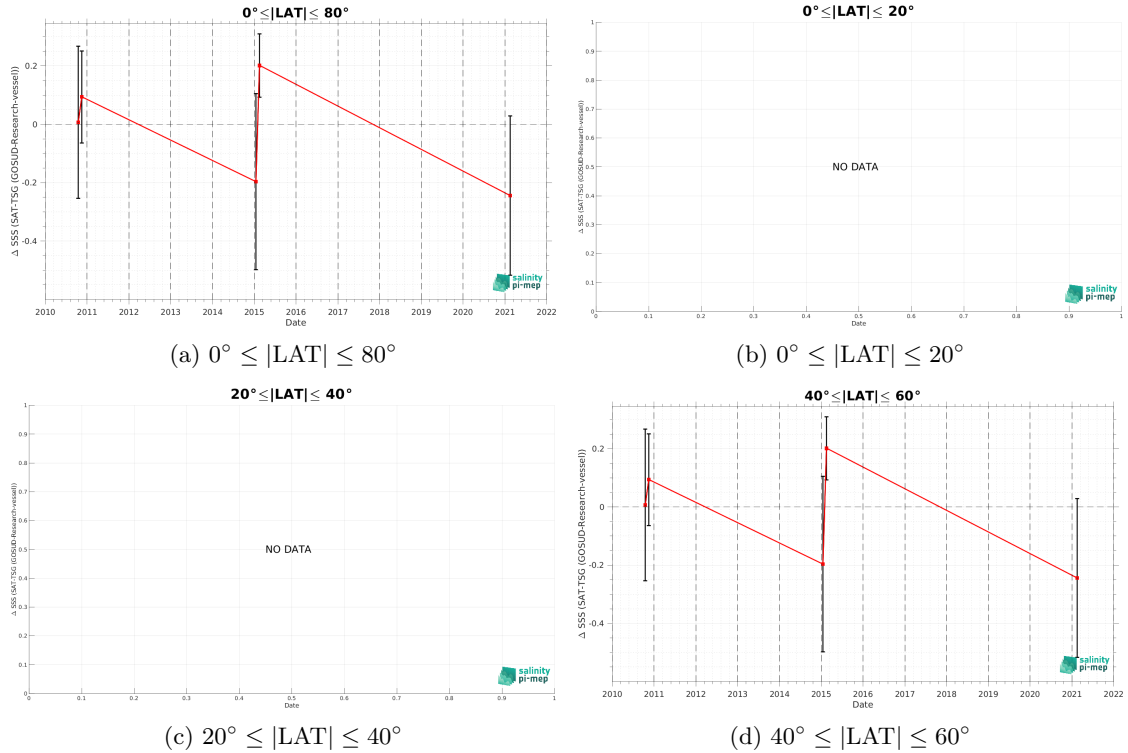 0°≤|LAT|≤ 80°
Δ SSS (SAT-TSG (GOSUD-Research-vessel))
0.2
0
-0.2
-0.4
2010 2011 2012 2013 2014 2015 2016 2017 2018 2019 2020 2021 2022
Date
salinity
pi-mep
(a) 0° ≤ |LAT| ≤ 80°
0°≤|LAT|≤ 20°
Δ SSS (SAT-TSG (GOSUD-Research-vessel))
1
0.9
0.8
0.7
0.6
0.5
0.4
0.3
0.2
0.1
0
NO DATA
0 0.1 0.2 0.3 0.4 0.5 0.6 0.7 0.8 0.9 1
Date
salinity
pi-mep
(b) 0° ≤ |LAT| ≤ 20°
20°≤|LAT|≤ 40°
Δ SSS (SAT-TSG (GOSUD-Research-vessel))
1
0.9
0.8
0.7
0.6
0.5
0.4
0.3
0.2
0.1
0
NO DATA
0 0.1 0.2 0.3 0.4 0.5 0.6 0.7 0.8 0.9 1
Date
salinity
pi-mep
(c) 20° ≤ |LAT| ≤ 40°
40°≤|LAT|≤ 60°
Δ SSS (SAT-TSG (GOSUD-Research-vessel))
0.2
0
-0.2
-0.4
2010 2011 2012 2013 2014 2015 2016 2017 2018 2019 2020 2021 2022
Date
salinity
pi-mep
(d) 40° ≤ |LAT| ≤ 60°